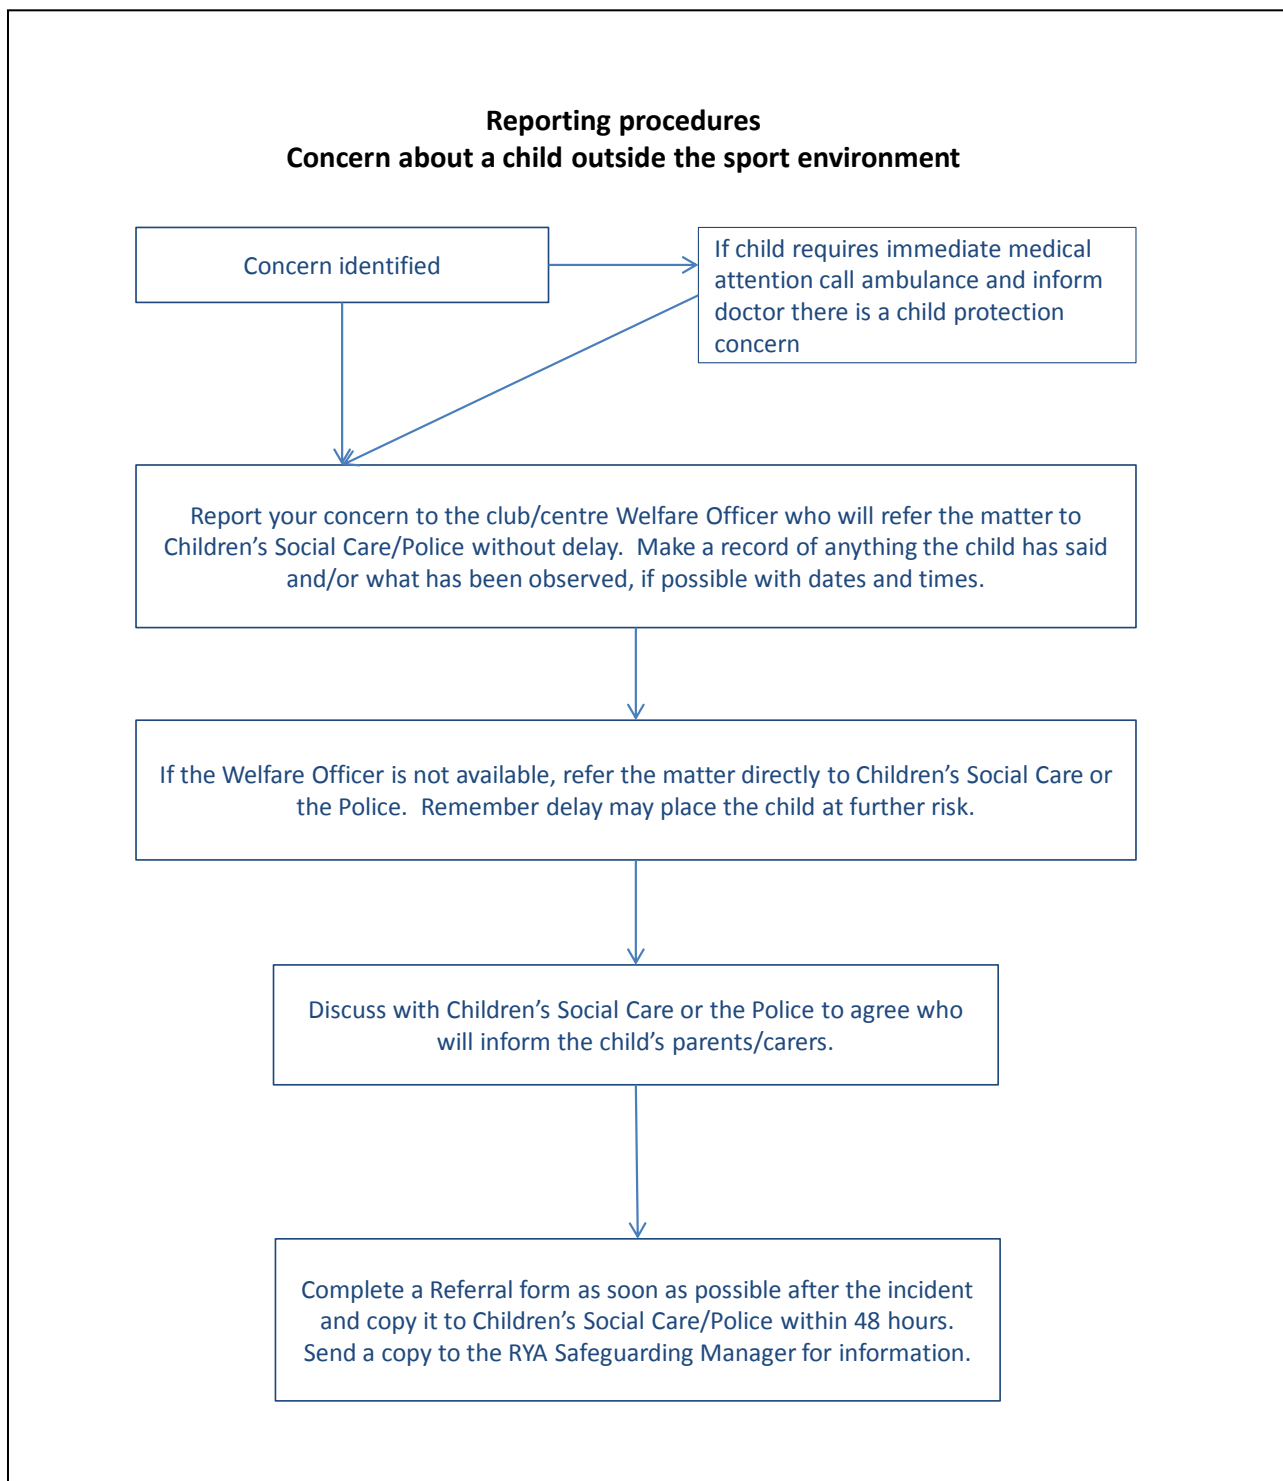 Reporting procedures
Concern about a child outside the sport environment
Concern identified
If child requires immediate medical
attention call ambulance and inform
doctor there is a child protection
concern
Report your concern to the club/centre Welfare Officer who will refer the matter to
Children’s Social Care/Police without delay.  Make a record of anything the child has said
and/or what has been observed, if possible with dates and times.
If the Welfare Officer is not available, refer the matter directly to Children’s Social Care or
the Police.  Remember delay may place the child at further risk.
Discuss with Children’s Social Care or the Police to agree who
will inform the child’s parents/carers.
Complete a Referral form as soon as possible after the incident
and copy it to Children’s Social Care/Police within 48 hours.
Send a copy to the RYA Safeguarding Manager for information.